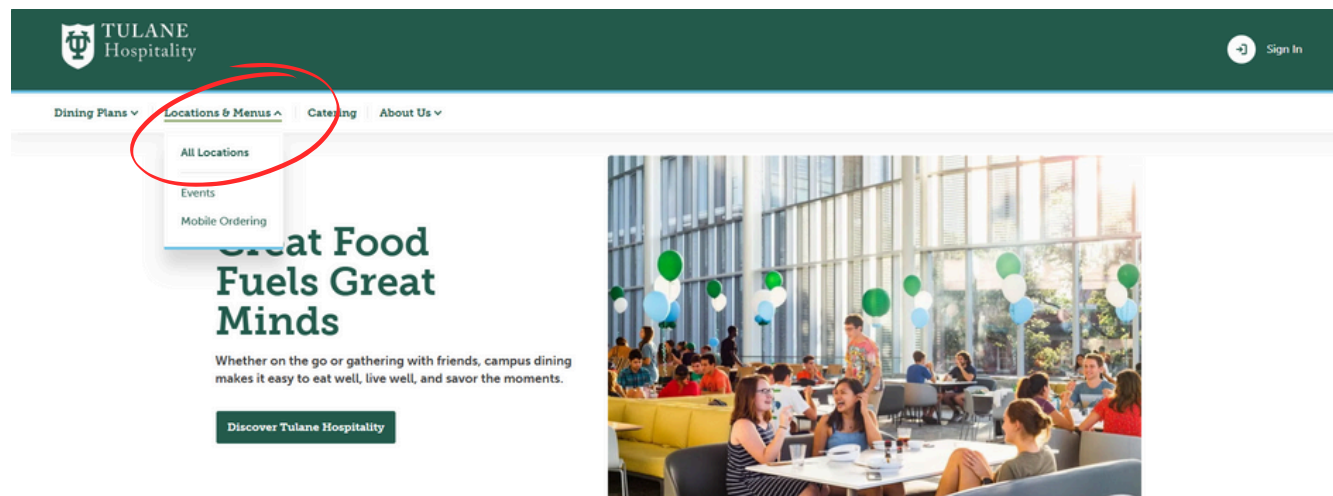 TULANE
Hospitality
Sign In
Dining Plans
Locations & Menus
Catering
About Us
All Locations
Events
Mobile Ordering
Great Food
Fuels Great
Minds
Whether on the go or gathering with friends, campus dining
makes it easy to eat well, live well, and savor the moments.
Discover Tulane Hospitality